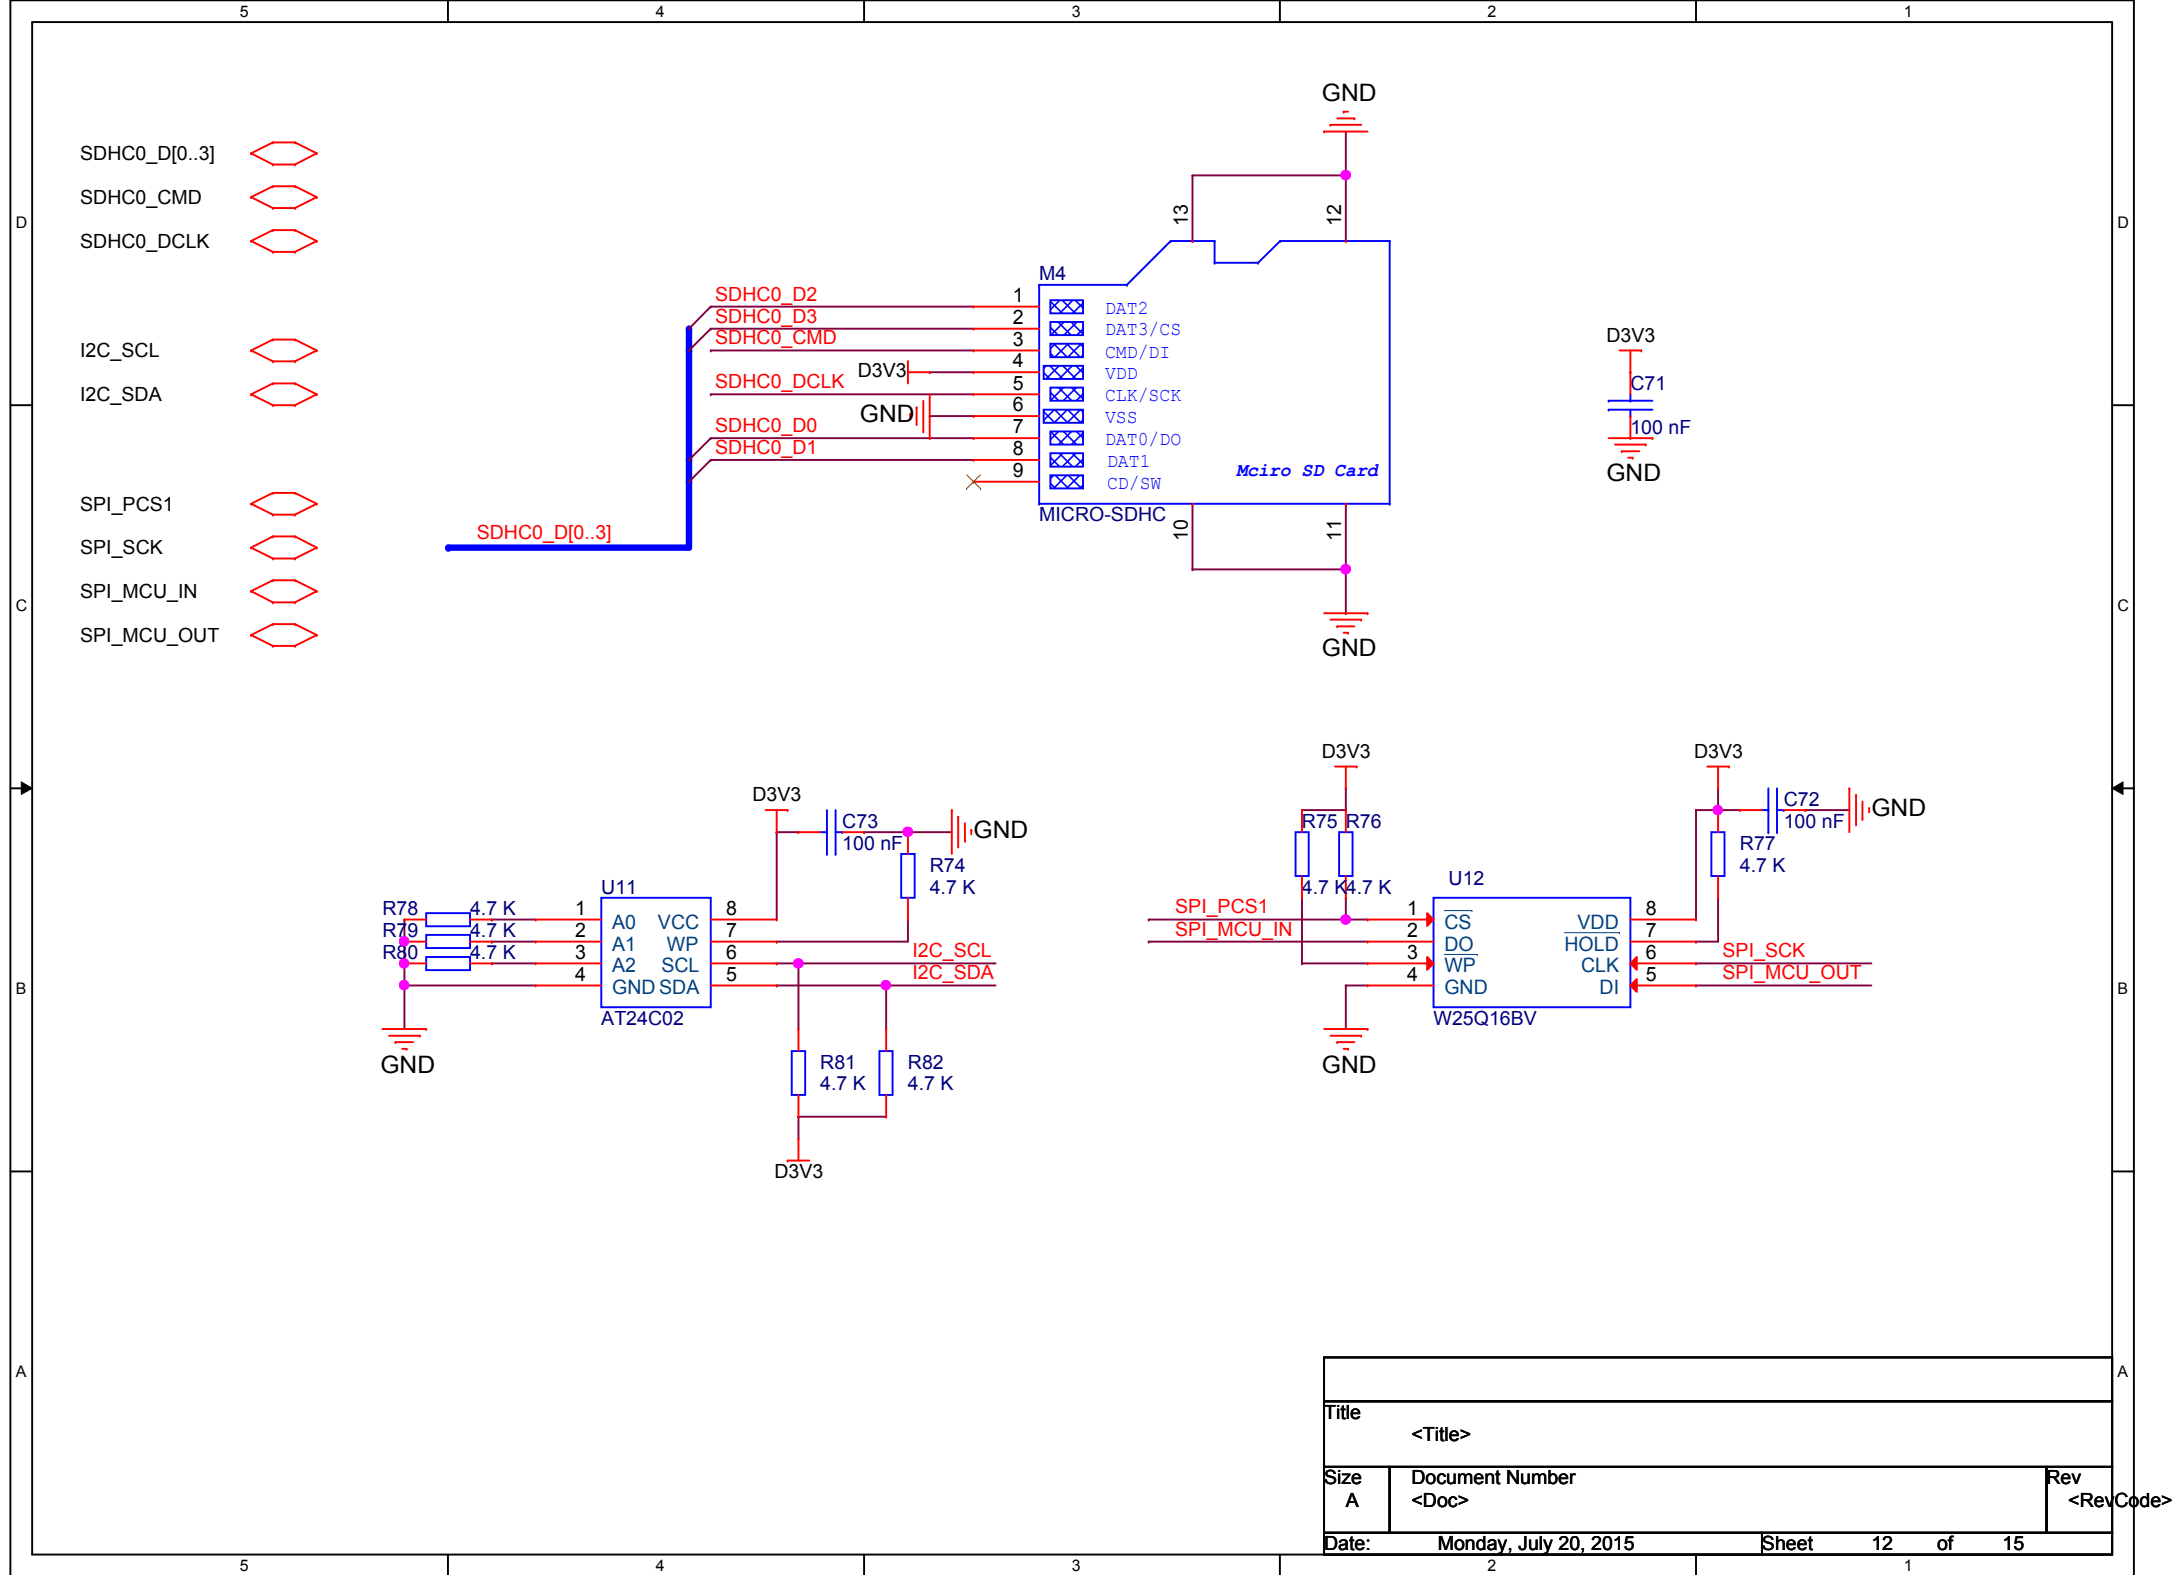 5 4 3 2 1
D
D
C
C
B
B
A
A
SDHC0_D[0..3]
SDHC0_CMD
SDHC0_DCLK
I2C_SCL
I2C_SDA
SPI_PCS1
SPI_SCK
SPI_MCU_IN
SPI_MCU_OUT
GND
13 12
M4
SDHC0_D2 1 DAT2
SDHC0_D3 2 DAT3/CS
SDHC0_CMD 3 CMD/DI
D3V3 4 VDD
SDHC0_DCLK 5 CLK/SCK
GND 6 VSS
SDHC0_D0 7 DAT0/DO
SDHC0_D1 8 DAT1
9 CD/SW
Mciro SD Card
MICRO-SDHC
10 11
GND
SDHC0_D[0..3]
D3V3
C71
100 nF
GND
D3V3
C73
100 nF
GND
R74
4.7 K
U11
R78 4.7 K 1 A0 VCC 8
R79 4.7 K 2 A1 WP 7
R80 4.7 K 3 A2 SCL 6 I2C_SCL
4 GND SDA 5 I2C_SDA
AT24C02
GND
R81
4.7 K
R82
4.7 K
D3V3
D3V3
R75 R76
4.7 K 4.7 K
D3V3
C72
100 nF
GND
R77
4.7 K
U12
SPI_PCS1 1 CS VDD 8
SPI_MCU_IN 2 DO HOLD 7
3 WP CLK 6 SPI_SCK
4 GND DI 5 SPI_MCU_OUT
W25Q16BV
GND
Title
<Title>
Size Document Number Rev
A <Doc> <RevCode>
Date: Monday, July 20, 2015 Sheet 12 of 15
5 4 3 2 1